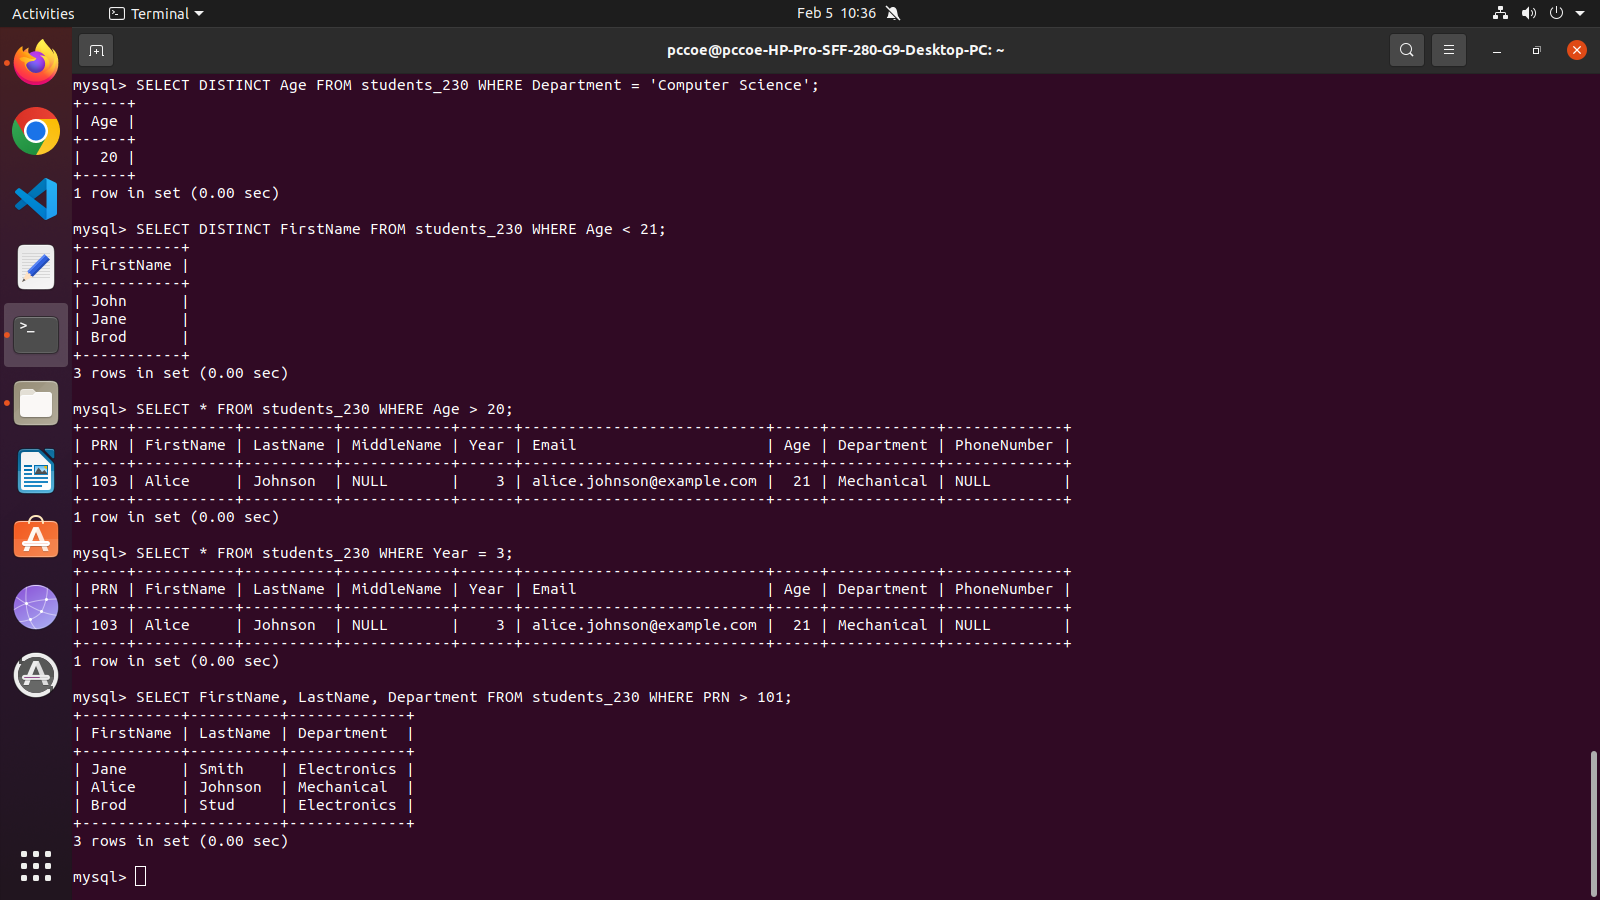 Activities Terminal Feb 5 10:36
pccoe@pccoe-HP-Pro-SFF-280-G9-Desktop-PC: ~
mysql> SELECT DISTINCT Age FROM students_230 WHERE Department = 'Computer Science';
+-----+
| Age |
+-----+
|  20 |
+-----+
1 row in set (0.00 sec)

mysql> SELECT DISTINCT FirstName FROM students_230 WHERE Age < 21;
+-----------+
| FirstName |
+-----------+
| John      |
| Jane      |
| Brod      |
+-----------+
3 rows in set (0.00 sec)

mysql> SELECT * FROM students_230 WHERE Age > 20;
+-----+-----------+----------+------------+------+---------------------------+-----+------------+-------------+
| PRN | FirstName | LastName | MiddleName | Year | Email                     | Age | Department | PhoneNumber |
+-----+-----------+----------+------------+------+---------------------------+-----+------------+-------------+
| 103 | Alice     | Johnson  | NULL       |    3 | alice.johnson@example.com |  21 | Mechanical | NULL        |
+-----+-----------+----------+------------+------+---------------------------+-----+------------+-------------+
1 row in set (0.00 sec)

mysql> SELECT * FROM students_230 WHERE Year = 3;
+-----+-----------+----------+------------+------+---------------------------+-----+------------+-------------+
| PRN | FirstName | LastName | MiddleName | Year | Email                     | Age | Department | PhoneNumber |
+-----+-----------+----------+------------+------+---------------------------+-----+------------+-------------+
| 103 | Alice     | Johnson  | NULL       |    3 | alice.johnson@example.com |  21 | Mechanical | NULL        |
+-----+-----------+----------+------------+------+---------------------------+-----+------------+-------------+
1 row in set (0.00 sec)

mysql> SELECT FirstName, LastName, Department FROM students_230 WHERE PRN > 101;
+-----------+----------+-------------+
| FirstName | LastName | Department  |
+-----------+----------+-------------+
| Jane      | Smith    | Electronics |
| Alice     | Johnson  | Mechanical  |
| Brod      | Stud     | Electronics |
+-----------+----------+-------------+
3 rows in set (0.00 sec)

mysql>